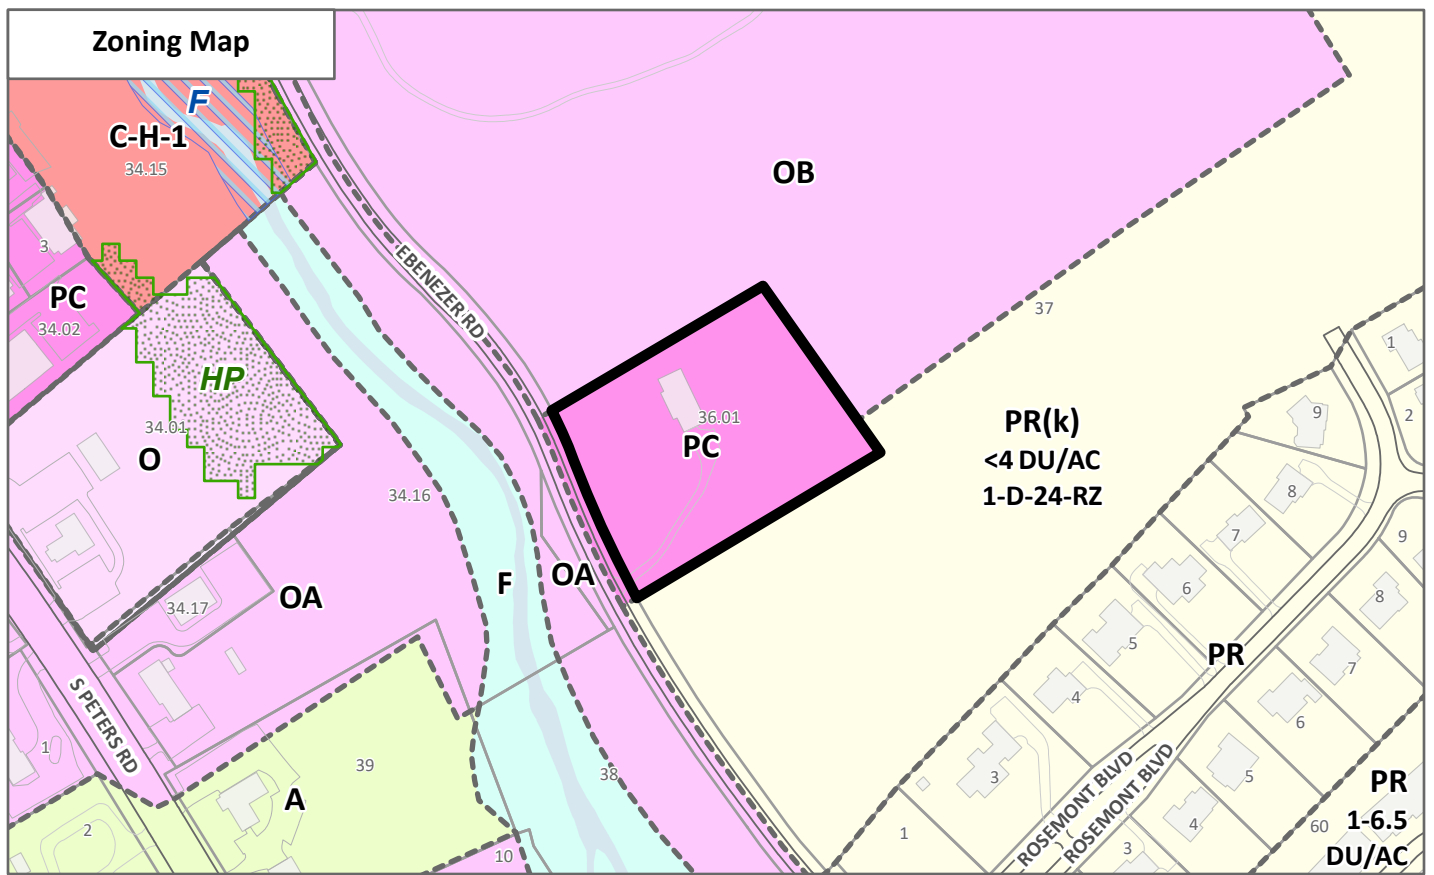 Zoning Map
F
C-H-1
34.15
OB
3
PC
34.02
EBENEZER RD
37
1
HP
34.01
O
36.01
PC
PR(k)
<4 DU/AC
1-D-24-RZ
9
2
8
34.16
7
9
F
OA
6
8
OA
34.17
5
PR
7
4
6
S PETERS RD
1
39
38
3
5
A
ROSEMONT BLVD
ROSEMONT BLVD
PR
1-6.5
DU/AC
2
1
4
60
10
3